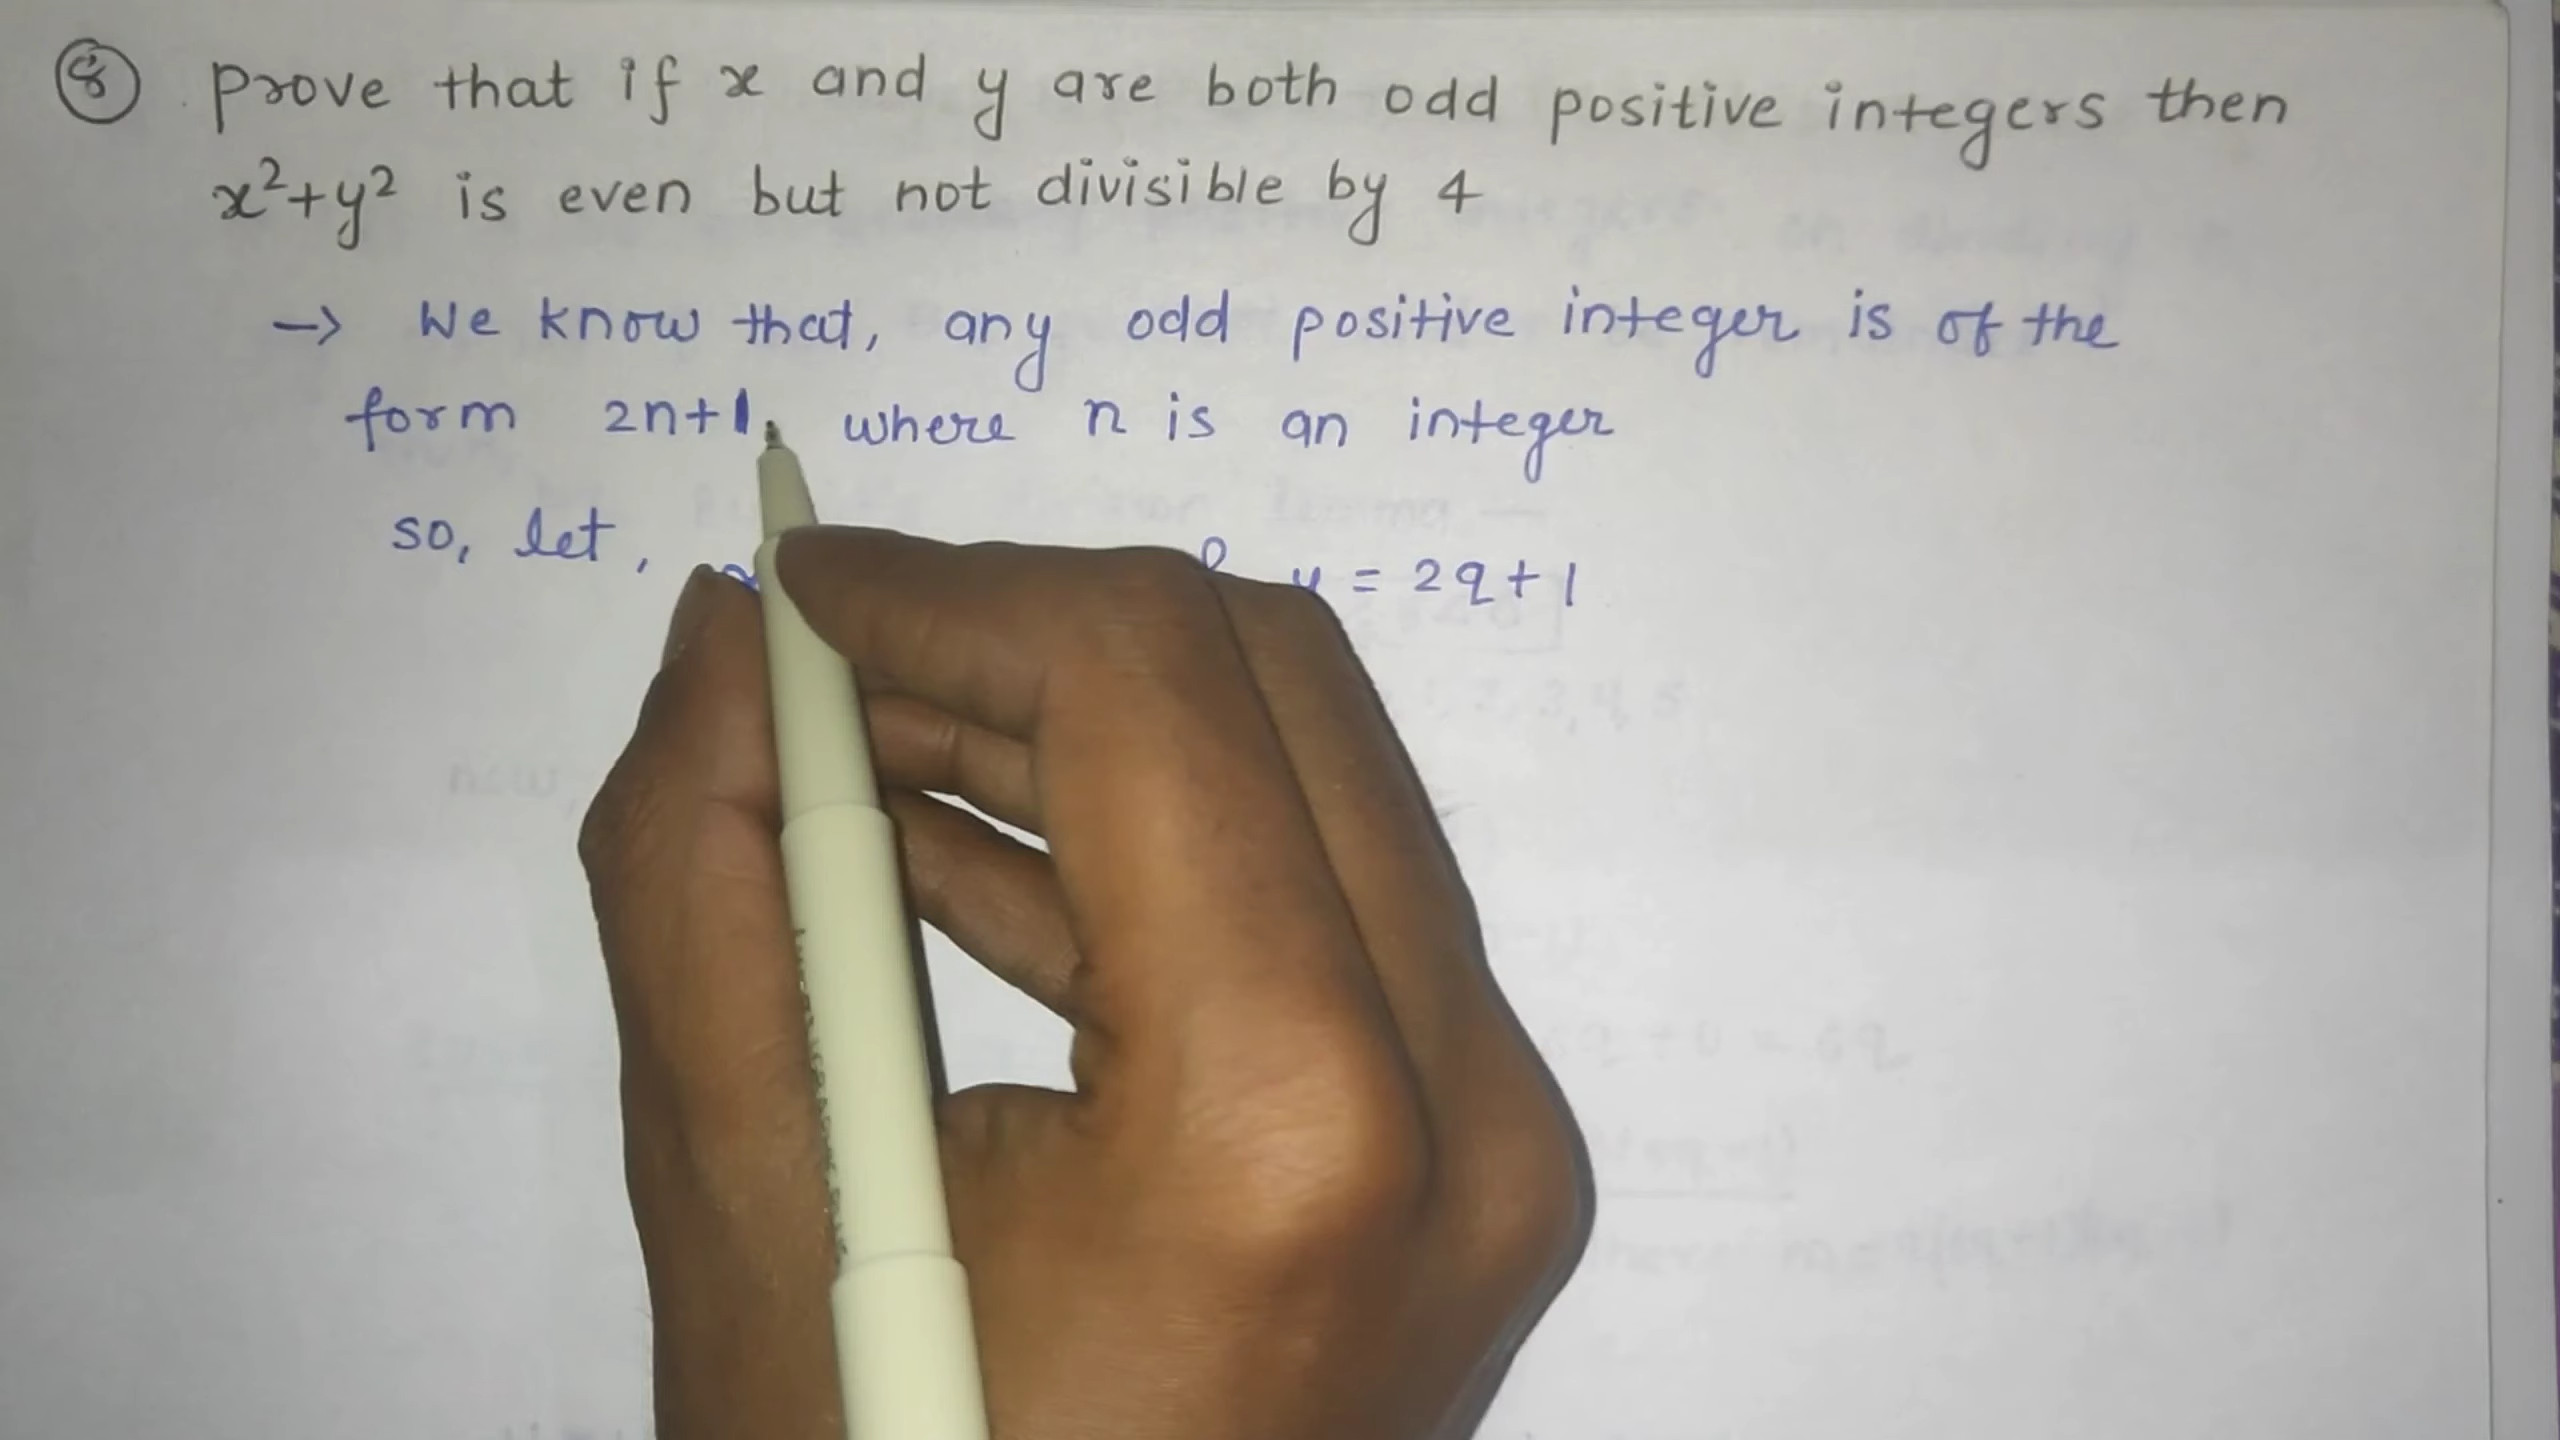 ⑧ prove that if x and y are both odd positive integers then
x²+y² is even but not divisible by 4
→ We know that, any odd positive integer is of the
form 2n+1, where n is an integer
so, let, y = 2q+1